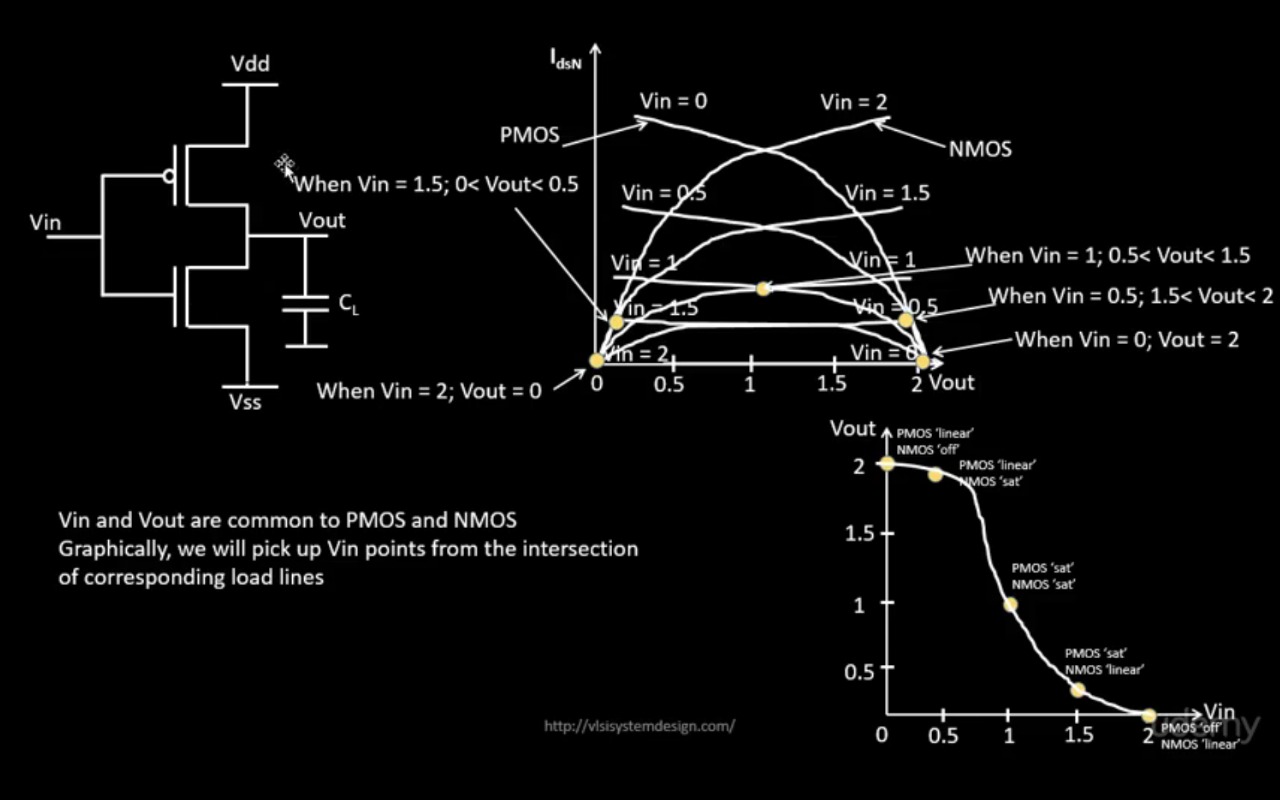 Vdd
Vin
Vout
CL
Vss
IdsN
Vin = 0
Vin = 2
PMOS
NMOS
When Vin = 1.5; 0< Vout< 0.5
Vin = 0.5
Vin = 1.5
Vin = 1
Vin = 1
When Vin = 1; 0.5< Vout< 1.5
Vin = 1.5
Vin = 0.5
When Vin = 0.5; 1.5< Vout< 2
Vin = 2
Vin = 0
When Vin = 0; Vout = 2
When Vin = 2; Vout = 0
0 0.5 1 1.5 2 Vout
Vout
PMOS 'linear'
NMOS 'off'
2
PMOS 'linear'
NMOS 'sat'
1.5
PMOS 'sat'
NMOS 'sat'
1
PMOS 'sat'
NMOS 'linear'
0.5
Vin
0 0.5 1 1.5 2
PMOS 'off'
NMOS 'linear'
Vin and Vout are common to PMOS and NMOS
Graphically, we will pick up Vin points from the intersection
of corresponding load lines
http://vlsisystemdesign.com/
udemy